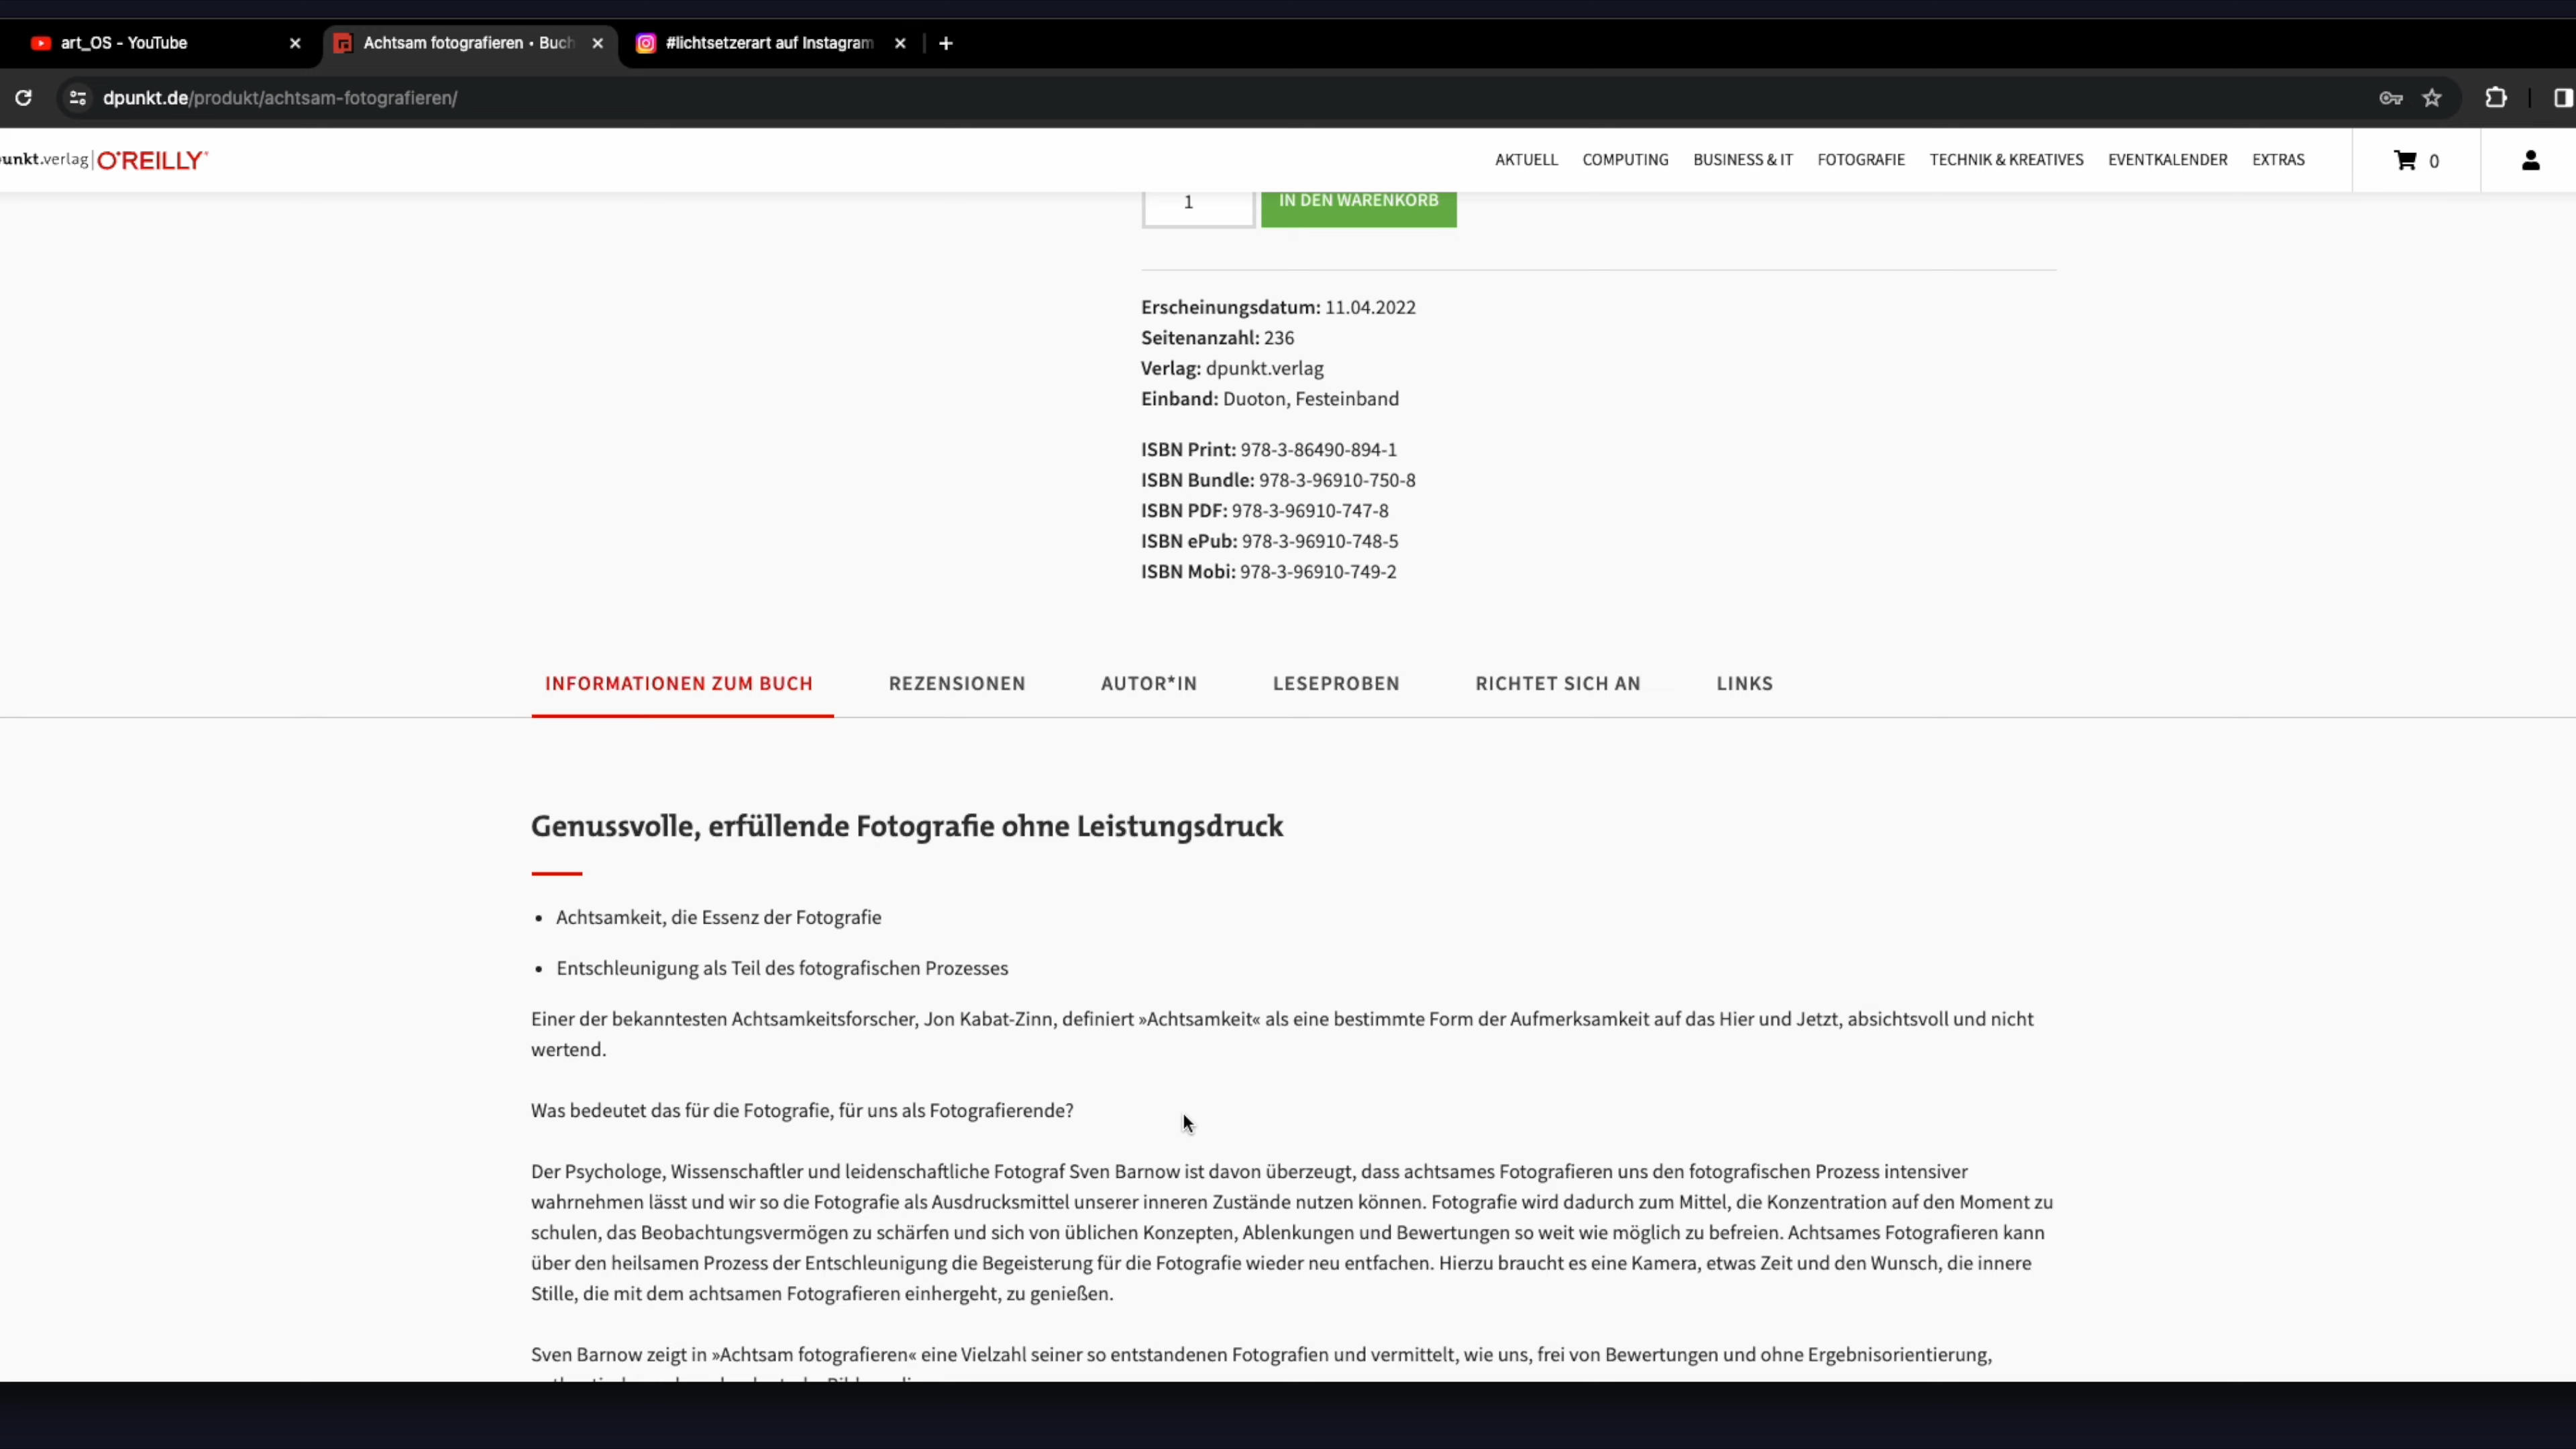 art_OS - YouTube
Achtsam fotografieren • Buch
#lichtsetzerart auf Instagram
dpunkt.de/produkt/achtsam-fotografieren/
punkt.verlag | O'REILLY®
AKTUELL COMPUTING BUSINESS & IT FOTOGRAFIE TECHNIK & KREATIVES EVENTKALENDER EXTRAS 0
1 IN DEN WARENKORB
Erscheinungsdatum: 11.04.2022
Seitenanzahl: 236
Verlag: dpunkt.verlag
Einband: Duoton, Festeinband
ISBN Print: 978-3-86490-894-1
ISBN Bundle: 978-3-96910-750-8
ISBN PDF: 978-3-96910-747-8
ISBN ePub: 978-3-96910-748-5
ISBN Mobi: 978-3-96910-749-2
INFORMATIONEN ZUM BUCH REZENSIONEN AUTOR*IN LESEPROBEN RICHTET SICH AN LINKS
Genussvolle, erfüllende Fotografie ohne Leistungsdruck
• Achtsamkeit, die Essenz der Fotografie
• Entschleunigung als Teil des fotografischen Prozesses
Einer der bekanntesten Achtsamkeitsforscher, Jon Kabat-Zinn, definiert »Achtsamkeit« als eine bestimmte Form der Aufmerksamkeit auf das Hier und Jetzt, absichtsvoll und nicht
wertend.
Was bedeutet das für die Fotografie, für uns als Fotografierende?
Der Psychologe, Wissenschaftler und leidenschaftliche Fotograf Sven Barnow ist davon überzeugt, dass achtsames Fotografieren uns den fotografischen Prozess intensiver
wahrnehmen lässt und wir so die Fotografie als Ausdrucksmittel unserer inneren Zustände nutzen können. Fotografie wird dadurch zum Mittel, die Konzentration auf den Moment zu
schulen, das Beobachtungsvermögen zu schärfen und sich von üblichen Konzepten, Ablenkungen und Bewertungen so weit wie möglich zu befreien. Achtsames Fotografieren kann
über den heilsamen Prozess der Entschleunigung die Begeisterung für die Fotografie wieder neu entfachen. Hierzu braucht es eine Kamera, etwas Zeit und den Wunsch, die innere
Stille, die mit dem achtsamen Fotografieren einhergeht, zu genießen.
Sven Barnow zeigt in »Achtsam fotografieren« eine Vielzahl seiner so entstandenen Fotografien und vermittelt, wie uns, frei von Bewertungen und ohne Ergebnisorientierung,